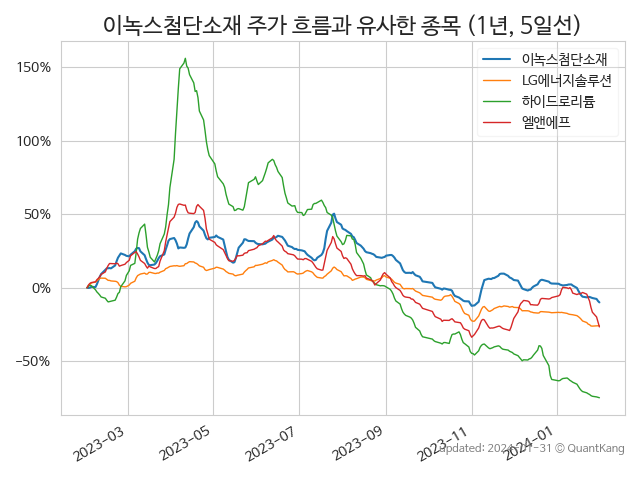 이녹스첨단소재 주가 흐름과 유사한 종목 (1년, 5일선)
이녹스첨단소재
LG에너지솔루션
하이드로리튬
엘앤에프
150%
100%
50%
0%
−50%
2023−03
2023−05
2023−07
2023−09
2023−11
2024−01
updated: 2024-01-31 © QuantKang